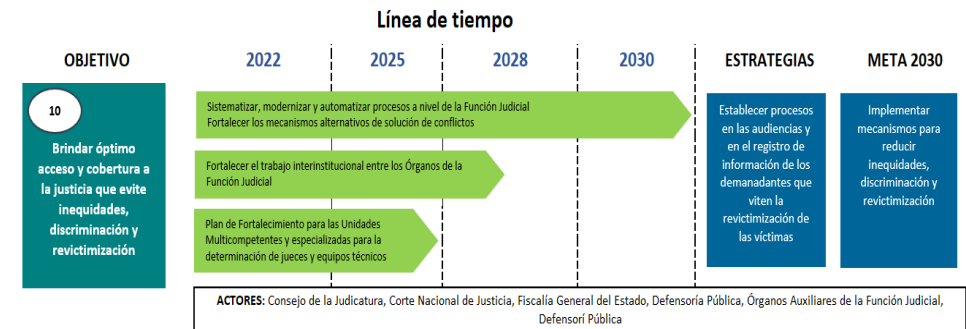 Línea de tiempo
OBJETIVO
2022
2025
2028
2030
ESTRATEGIAS
META 2030
10
Brindar óptimo
acceso y cobertura a
la justicia que evite
inequidades,
discriminación y
revictimización
Sistematizar, modernizar y automatizar procesos a nivel de la Función Judicial
Fortalecer los mecanismos alternativos de solución de conflictos
Fortalecer el trabajo interinstitucional entre los Órganos de la
Función Judicial
Plan de Fortalecimiento para las Unidades
Multicompetentes y especializadas para la
determinación de jueces y equipos técnicos
Establecer procesos
en las audiencias y
en el registro de
información de los
demanadantes que
viten la
revictimización de
las víctimas
Implementar
mecanismos para
reducir
inequidades,
discriminación y
revictimización
ACTORES: Consejo de la Judicatura, Corte Nacional de Justicia, Fiscalía General del Estado, Defensoría Pública, Órganos Auxiliares de la Función Judicial,
Defensorí Pública